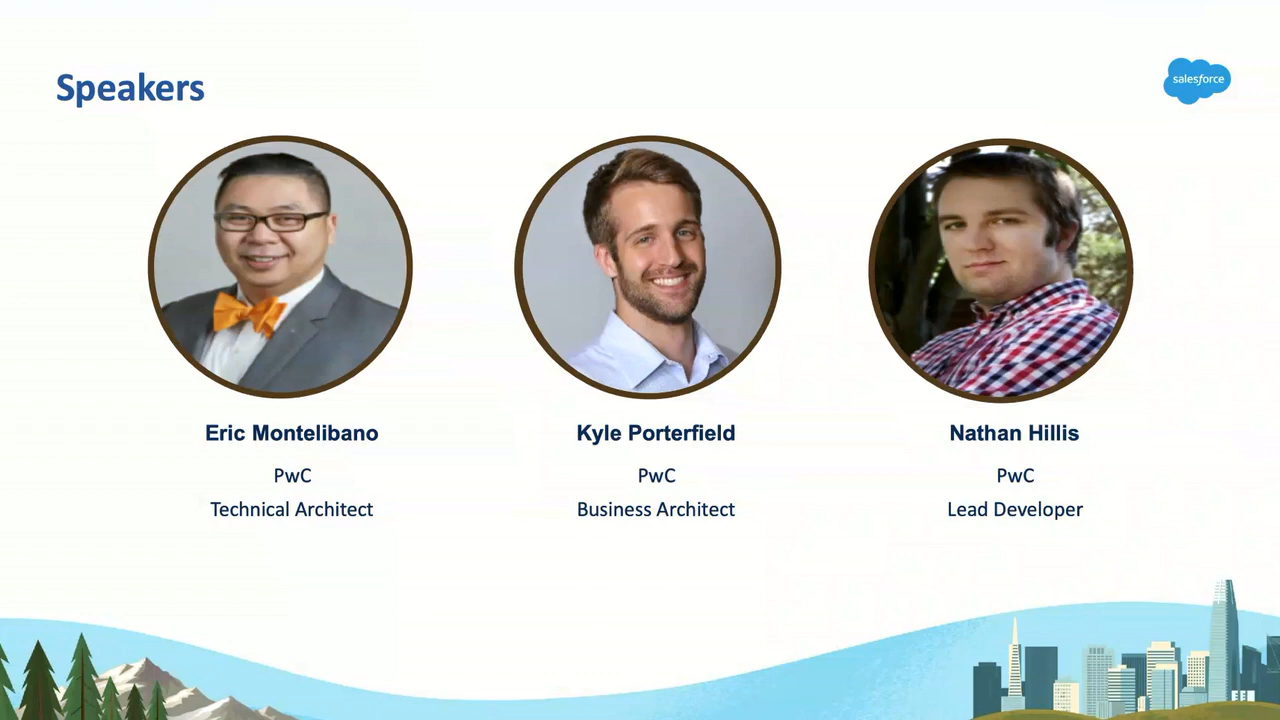 Speakers
salesforce
Eric Montelibano
PwC
Technical Architect
Kyle Porterfield
PwC
Business Architect
Nathan Hillis
PwC
Lead Developer